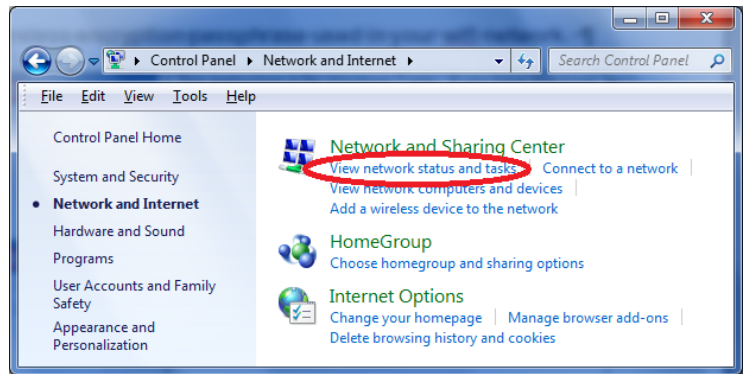 Control Panel Network and Internet Search Control Panel
File Edit View Tools Help
Control Panel Home
System and Security
Network and Internet
Hardware and Sound
Programs
User Accounts and Family
Safety
Appearance and
Personalization
Network and Sharing Center
View network status and tasks Connect to a network
View network computers and devices
Add a wireless device to the network
HomeGroup
Choose homegroup and sharing options
Internet Options
Change your homepage Manage browser add-ons
Delete browsing history and cookies